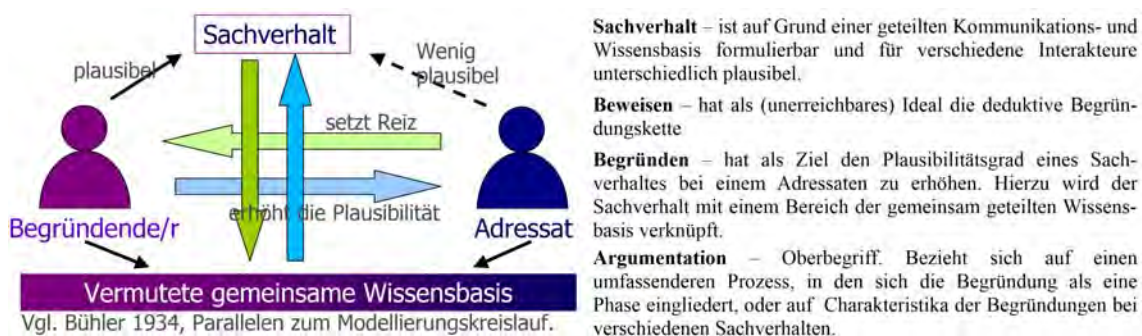 Sachverhalt
plausibel
Wenig
plausibel
setzt Reiz
erhöht die Plausibilität
Begründende/r
Adressat
Vermutete gemeinsame Wissensbasis
Vgl. Bühler 1934, Parallelen zum Modellierungskreislauf.
Sachverhalt – ist auf Grund einer geteilten Kommunikations- und
Wissensbasis formulierbar und für verschiedene Interakteure
unterschiedlich plausibel.
Beweisen – hat als (unerreichbares) Ideal die deduktive Begrün-
dungskette
Begründen – hat als Ziel den Plausibilitätsgrad eines Sach-
verhaltes bei einem Adressaten zu erhöhen. Hierzu wird der
Sachverhalt mit einem Bereich der gemeinsam geteilten Wissens-
basis verknüpft.
Argumentation – Oberbegriff. Bezieht sich auf einen
umfassenderen Prozess, in den sich die Begründung als eine
Phase eingliedert, oder auf Charakteristika der Begründungen bei
verschiedenen Sachverhalten.